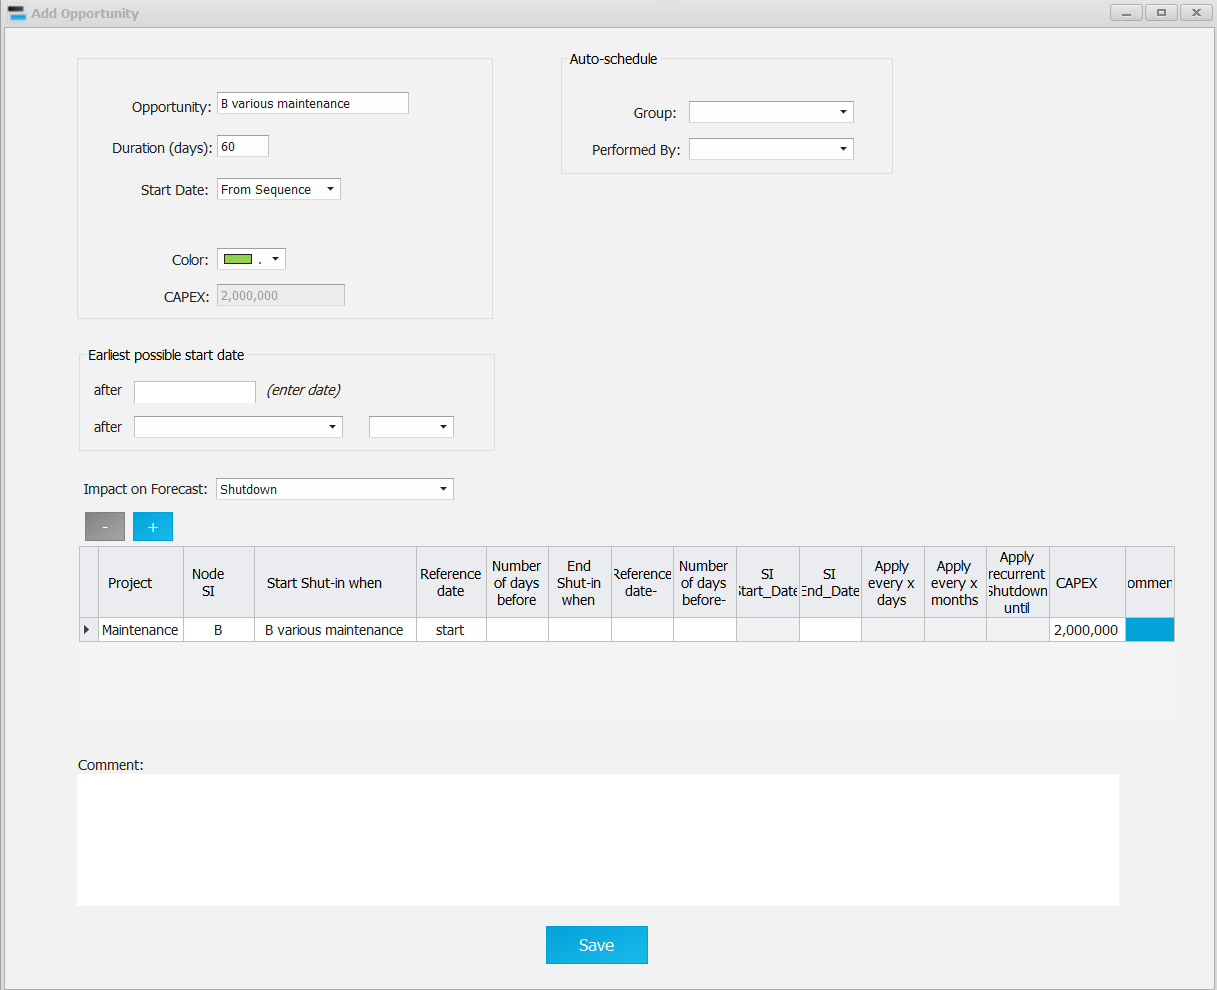 Add Opportunity
Opportunity: B various maintenance
Duration (days): 60
Start Date: From Sequence
Color: .
CAPEX: 2,000,000
Auto-schedule
Group:
Performed By:
Earliest possible start date
after (enter date)
after
Impact on Forecast: Shutdown
- +
Project
Node
SI
Start Shut-in when
Reference
date
Number
of days
before
End
Shut-in
when
Reference
date-
Number
of days
before-
SI
Start_Date
SI
End_Date
Apply
every x
days
Apply
every x
months
Apply
recurrent
Shutdown
until
CAPEX
ommen
Maintenance B B various maintenance start 2,000,000
Comment:
Save